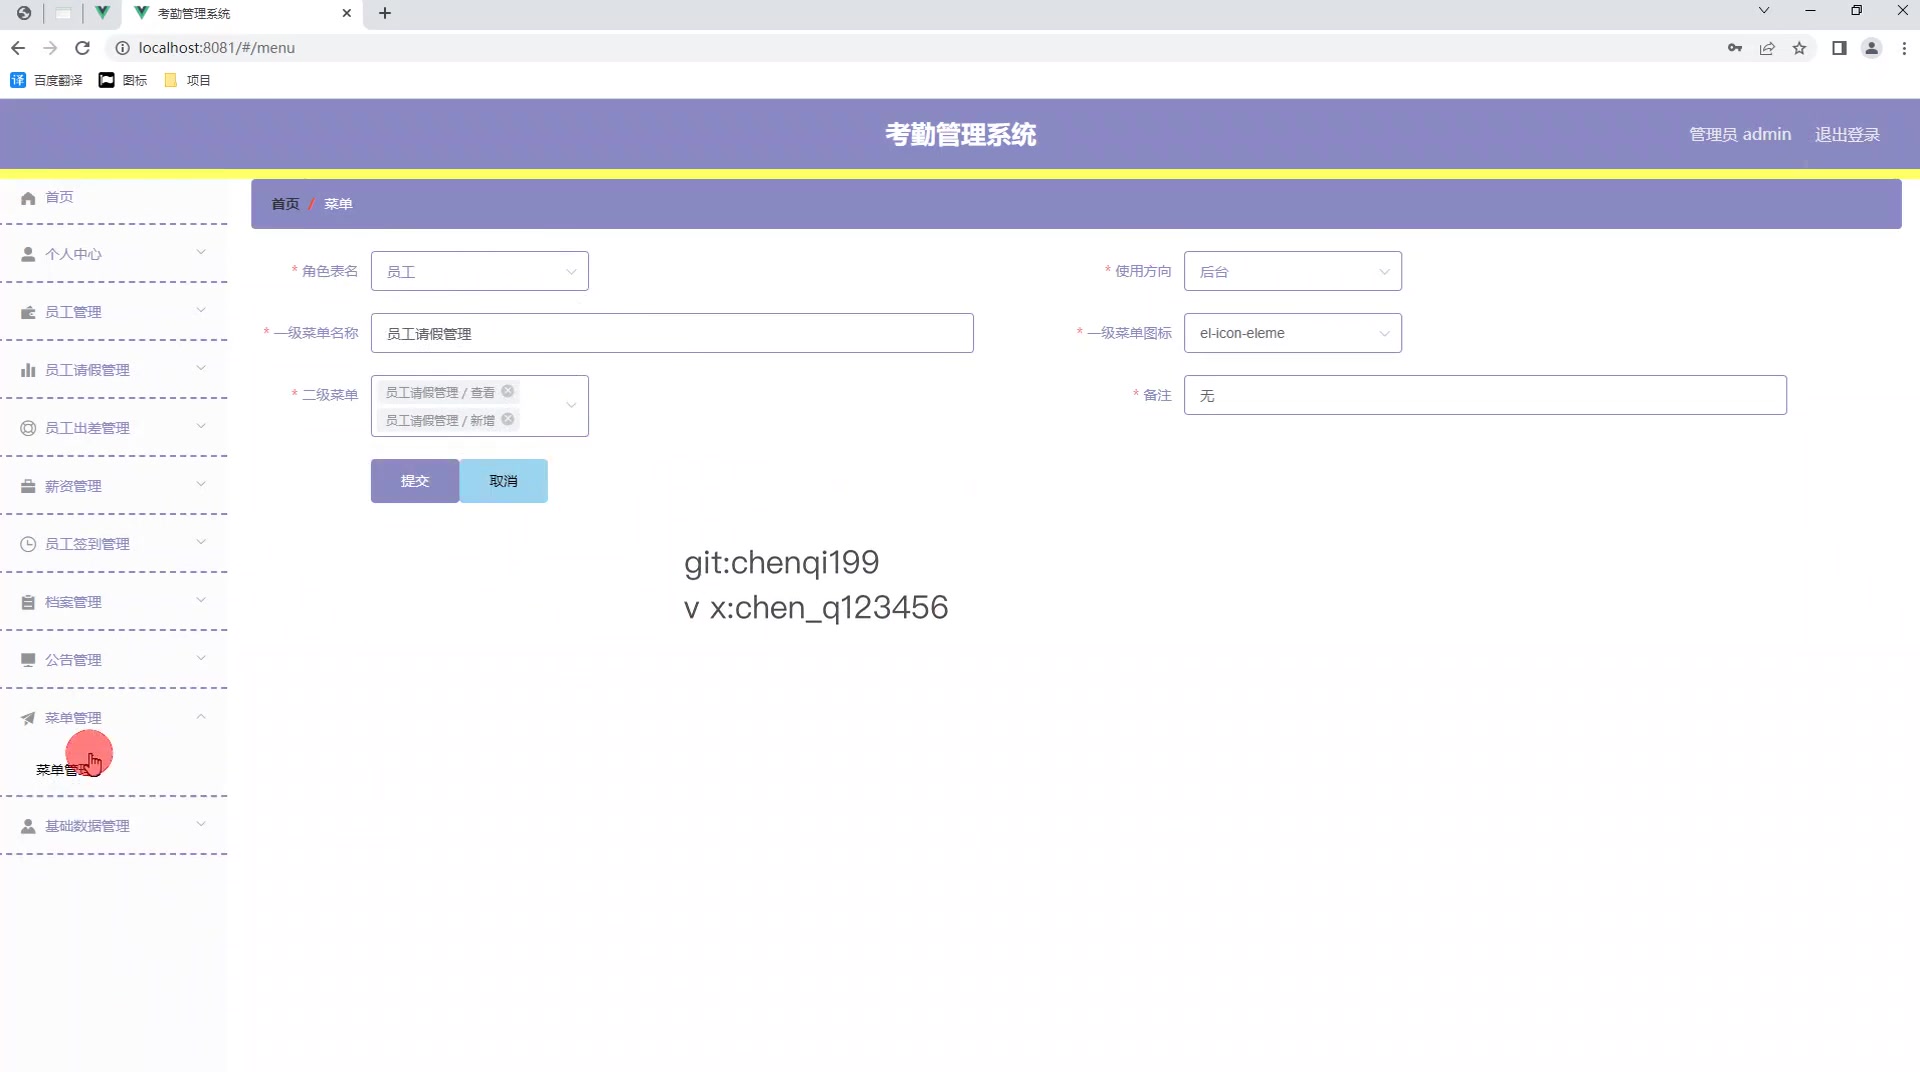 考勤管理系统
localhost:8081/#/menu
百度翻译 图标 项目
考勤管理系统
管理员 admin 退出登录
首页
个人中心
员工管理
员工请假管理
员工出差管理
薪资管理
员工签到管理
档案管理
公告管理
菜单管理
菜单管理
基础数据管理
首页 / 菜单
* 角色表名 员工
* 使用方向 后台
* 一级菜单名称 员工请假管理
* 一级菜单图标 el-icon-eleme
* 二级菜单 员工请假管理 / 查看
员工请假管理 / 新增
* 备注 无
提交 取消
git:chenqi199
v x:chen_q123456